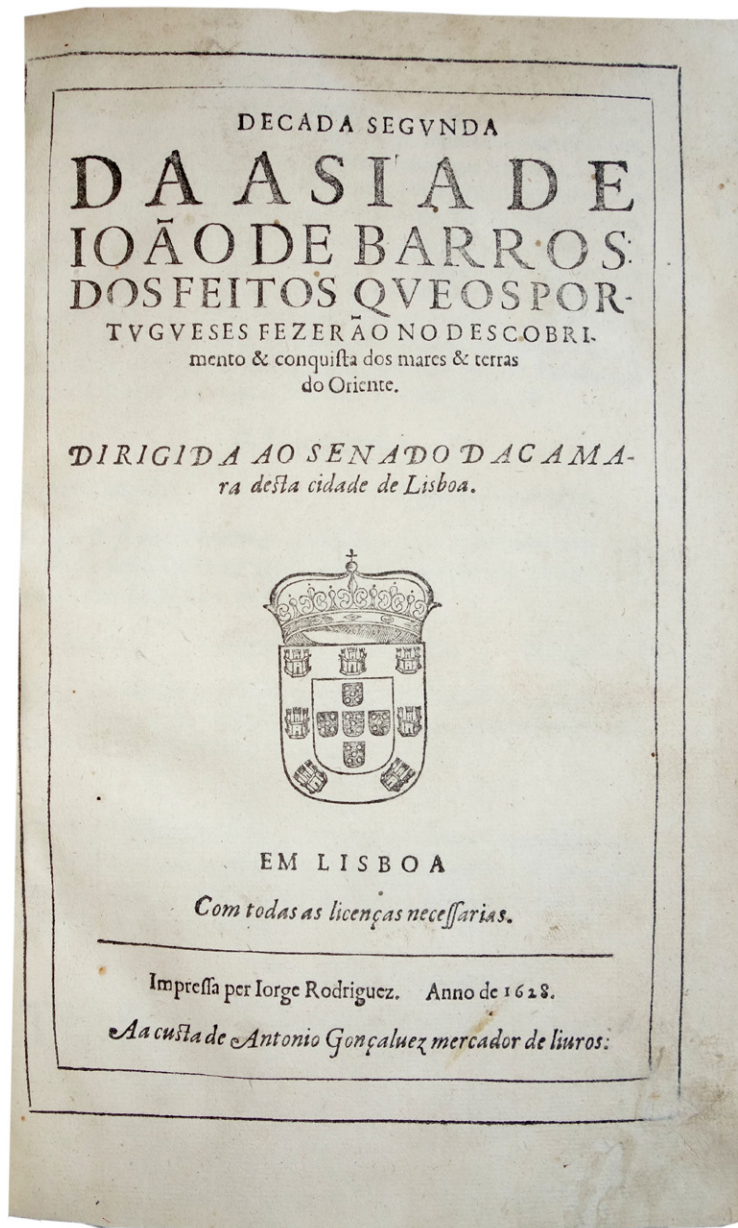 DECADA SEGVNDA
DA ASIA DE
IOÃO DE BARROS:
DOS FEITOS QVE OS POR-
TVGVESES FEZERÃO NO DESCOBRI-
mento & conquiſta dos mares & terras
do Oriente.
DIRIGIDA AO SENADO DA CAMA-
ra deſta cidade de Lisboa.
EM LISBOA
Com todas as licenças neceſſarias.
Impreſſa per Iorge Rodriguez. Anno de 1628.
Aa cuſta de Antonio Gonçaluez mercador de liuros: